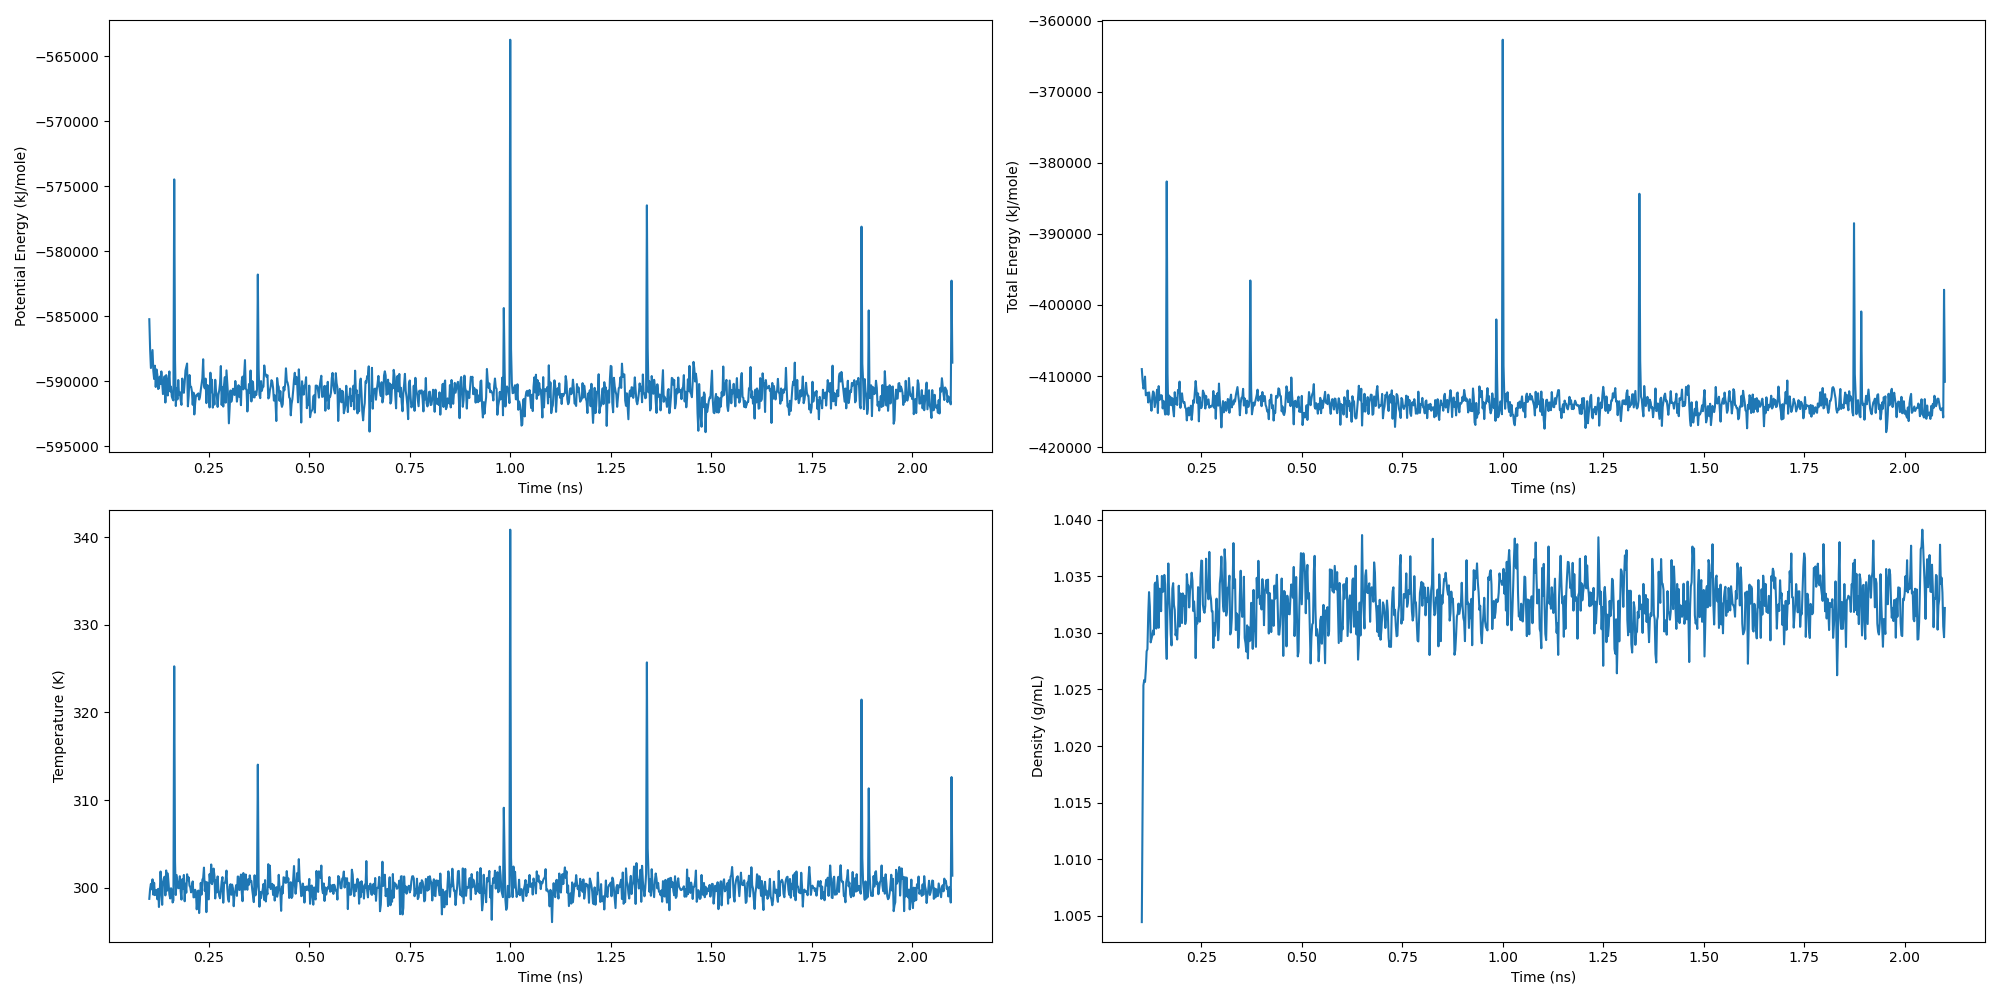 Potential Energy (kJ/mole)
−565000
−570000
−575000
−580000
−585000
−590000
−595000
0.25 0.50 0.75 1.00 1.25 1.50 1.75 2.00
Time (ns)
Total Energy (kJ/mole)
−360000
−370000
−380000
−390000
−400000
−410000
−420000
0.25 0.50 0.75 1.00 1.25 1.50 1.75 2.00
Time (ns)
Temperature (K)
340
330
320
310
300
0.25 0.50 0.75 1.00 1.25 1.50 1.75 2.00
Time (ns)
Density (g/mL)
1.040
1.035
1.030
1.025
1.020
1.015
1.010
1.005
0.25 0.50 0.75 1.00 1.25 1.50 1.75 2.00
Time (ns)